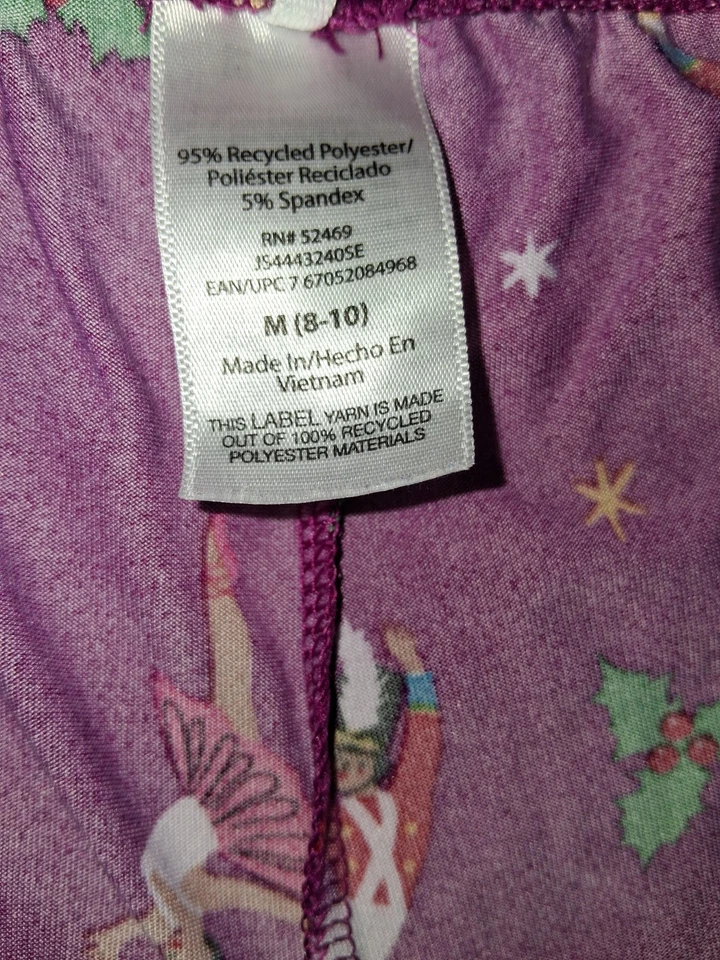 95% Recycled Polyester/
Poliéster Reciclado
5% Spandex
RN# 52469
JS4443240SE
EAN/UPC 7 67052084968
M (8-10)
Made In/Hecho En
Vietnam
THIS LABEL YARN IS MADE
OUT OF 100% RECYCLED
POLYESTER MATERIALS